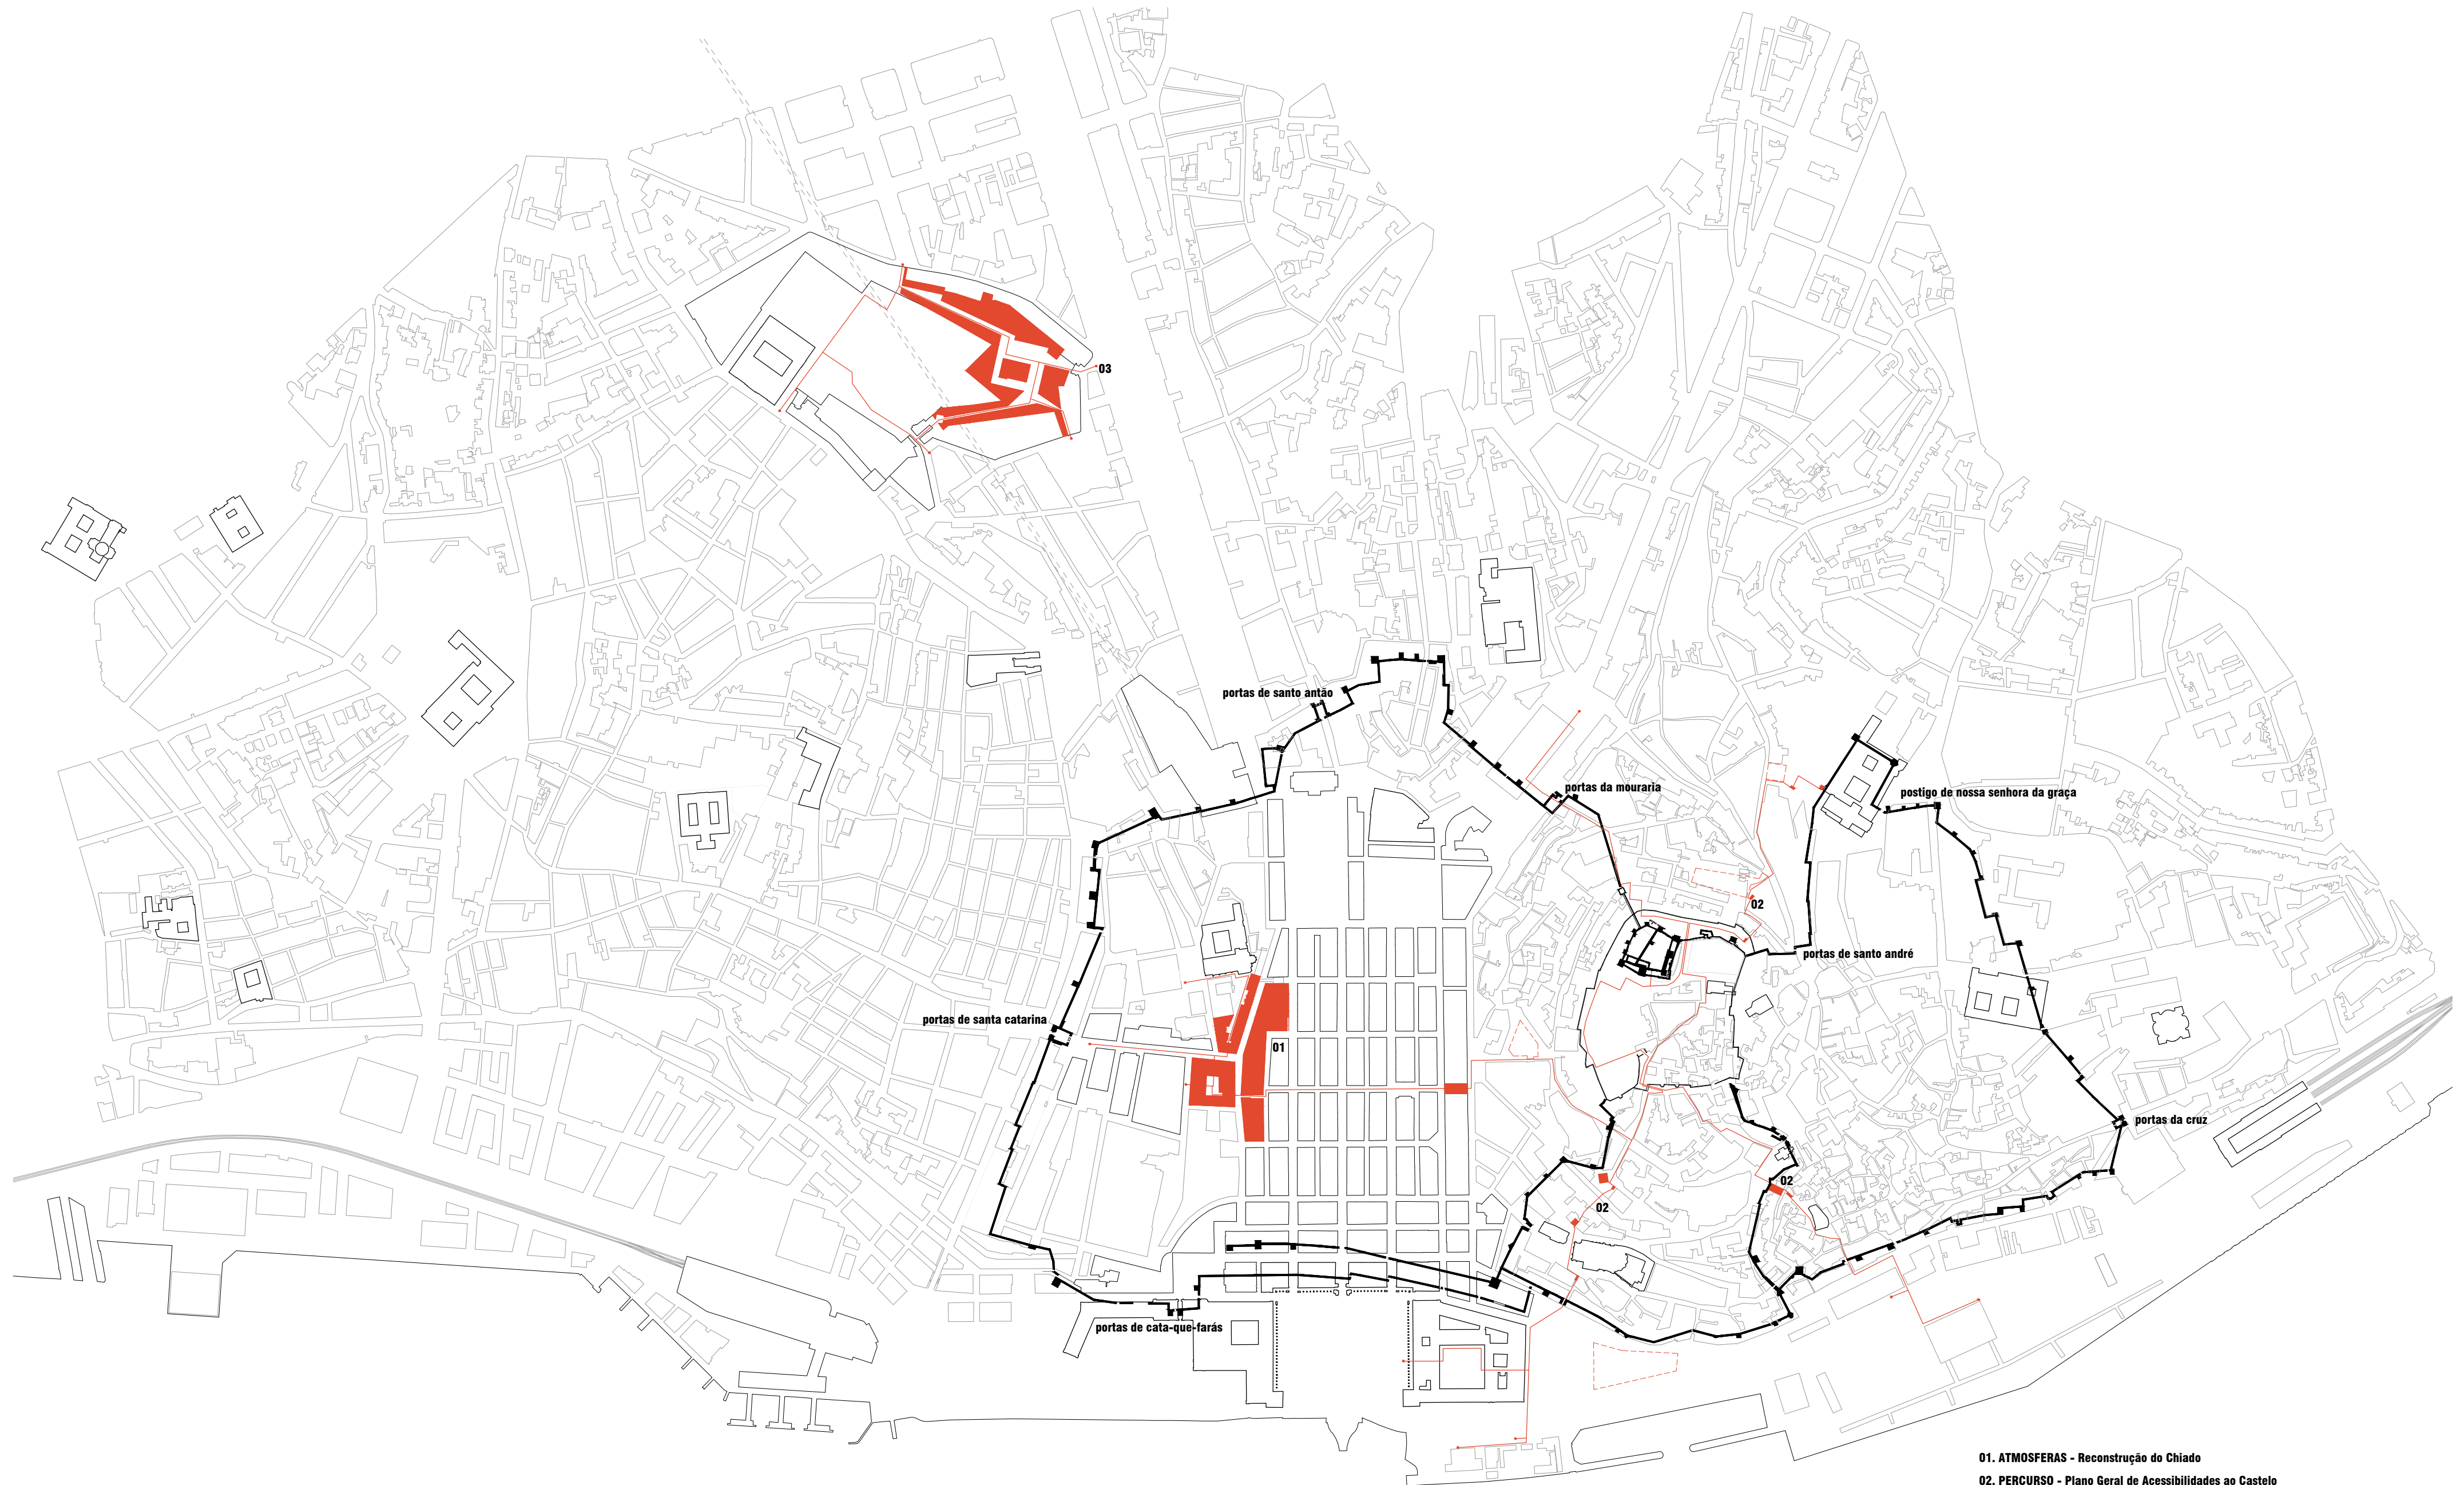 03
portas de santo antão
portas da mouraria
postigo de nossa senhora da graça
02
portas de santo andré
portas de santa catarina
01
portas da cruz
02
02
portas de cata-que-farás
01. ATMOSFERAS - Reconstrução do Chiado
02. PERCURSO - Plano Geral de Acessibilidades ao Castelo